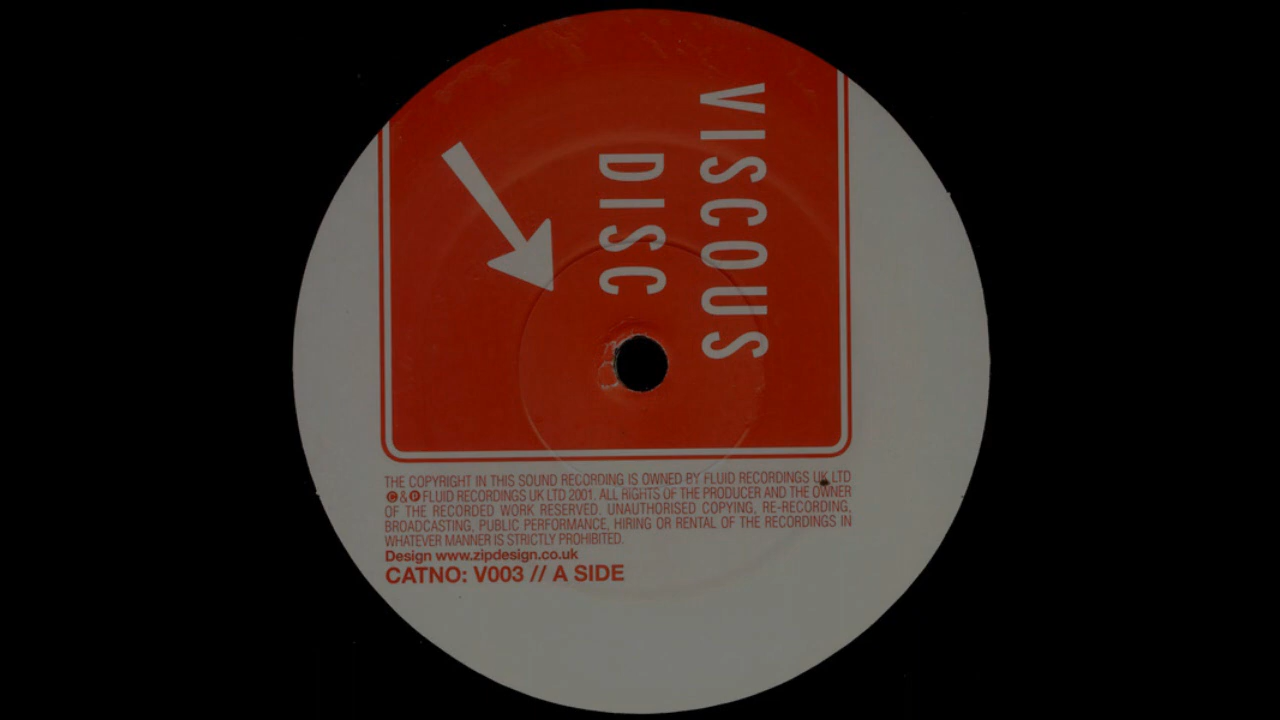 VISCOUS
DISC
THE COPYRIGHT IN THIS SOUND RECORDING IS OWNED BY FLUID RECORDINGS UK LTD
© & ℗ FLUID RECORDINGS UK LTD 2001. ALL RIGHTS OF THE PRODUCER AND THE OWNER
OF THE RECORDED WORK RESERVED. UNAUTHORISED COPYING, RE-RECORDING,
BROADCASTING, PUBLIC PERFORMANCE, HIRING OR RENTAL OF THE RECORDINGS IN
WHATEVER MANNER IS STRICTLY PROHIBITED.
Design www.zipdesign.co.uk
CATNO: V003 // A SIDE